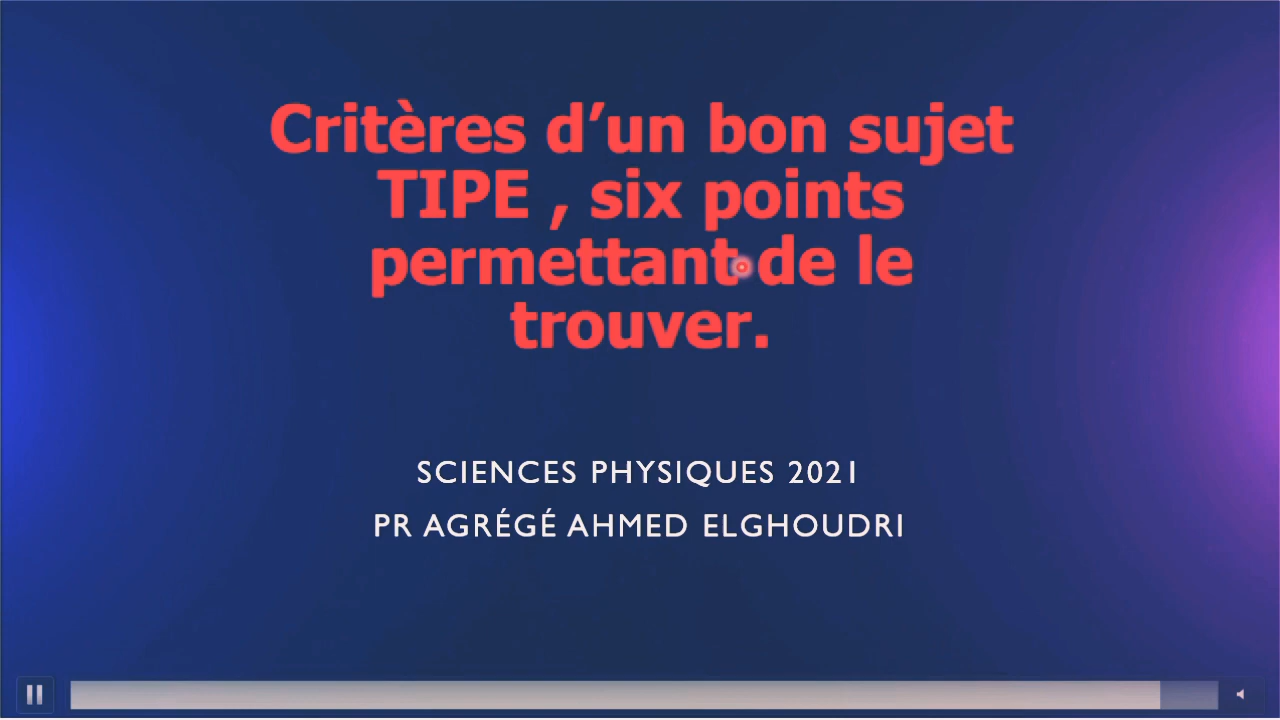 Critères d’un bon sujet
TIPE , six points
permettant de le
trouver.
SCIENCES PHYSIQUES 2021
PR AGRÉGÉ AHMED ELGHOUDRI